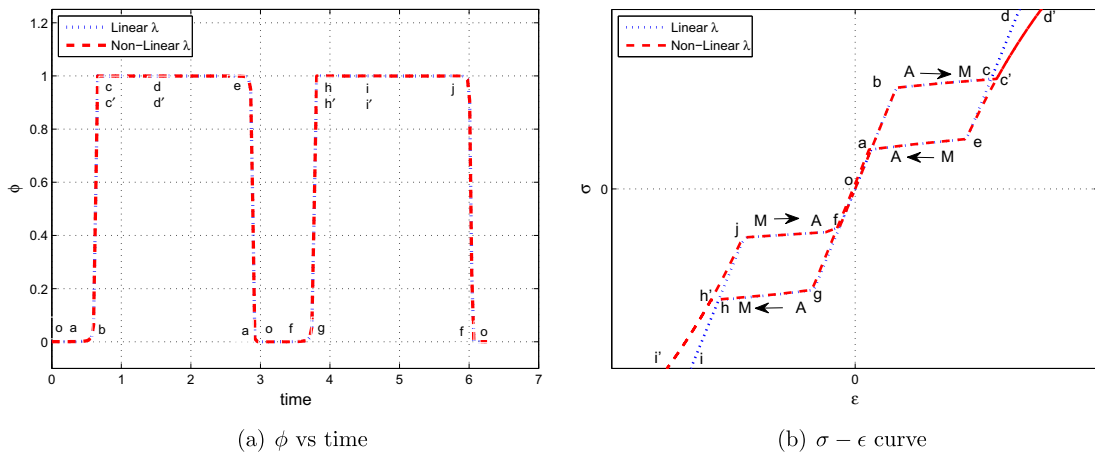 Linear λ
Non−Linear λ
1.2
1
0.8
0.6
0.4
0.2
0
ϕ
c d e h i j
c′ d′ h′ i′
o a b a o f g f o
0 1 2 3 4 5 6 7
time
(a) ϕ vs time
Linear λ
Non−Linear λ
d d'
A M c
b c'
a A M e
σ 0 o
M A f
j
h' g
h M A
i' i
0
ε
(b) σ − ϵ curve